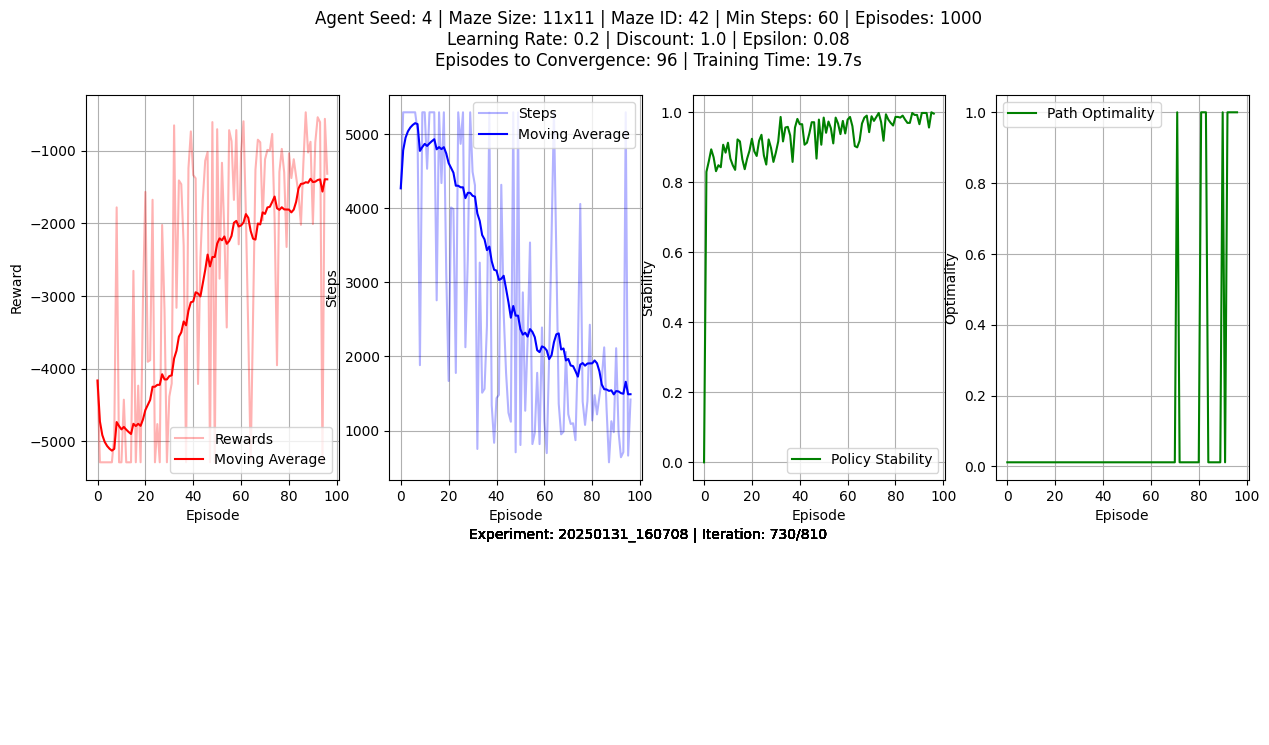 Agent Seed: 4 | Maze Size: 11x11 | Maze ID: 42 | Min Steps: 60 | Episodes: 1000
Learning Rate: 0.2 | Discount: 1.0 | Epsilon: 0.08
Episodes to Convergence: 96 | Training Time: 19.7s
Reward
−1000
−2000
−3000
−4000
−5000
Rewards
Moving Average
0 20 40 60 80 100
Episode
Steps
5000
4000
3000
2000
1000
Steps
Moving Average
0 20 40 60 80 100
Episode
Stability
1.0
0.8
0.6
0.4
0.2
0.0
Policy Stability
0 20 40 60 80 100
Episode
Optimality
1.0
0.8
0.6
0.4
0.2
0.0
Path Optimality
0 20 40 60 80 100
Episode
Experiment: 20250131_160708 | Iteration: 730/810